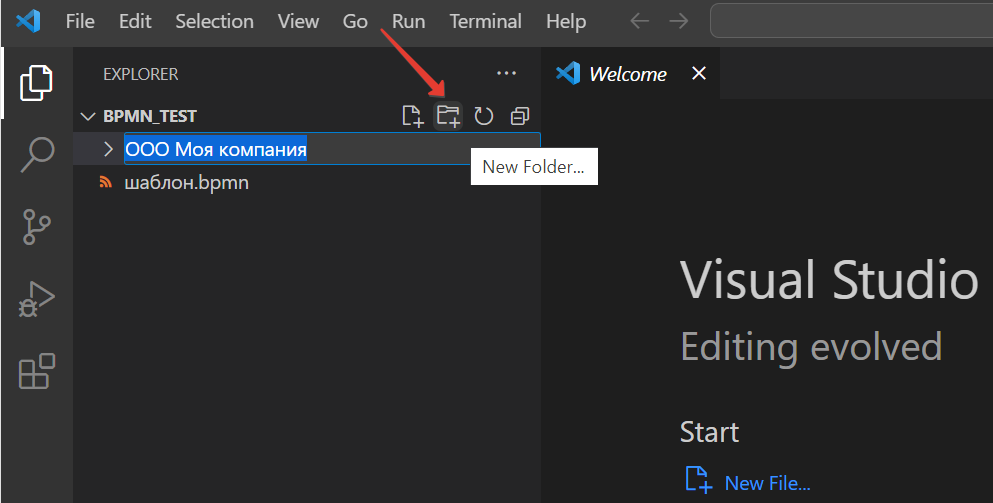 File Edit Selection View Go Run Terminal Help
EXPLORER
BPMN_TEST
ООО Моя компания
шаблон.bpmn
New Folder...
Welcome
Visual Studio
Editing evolved
Start
New File...